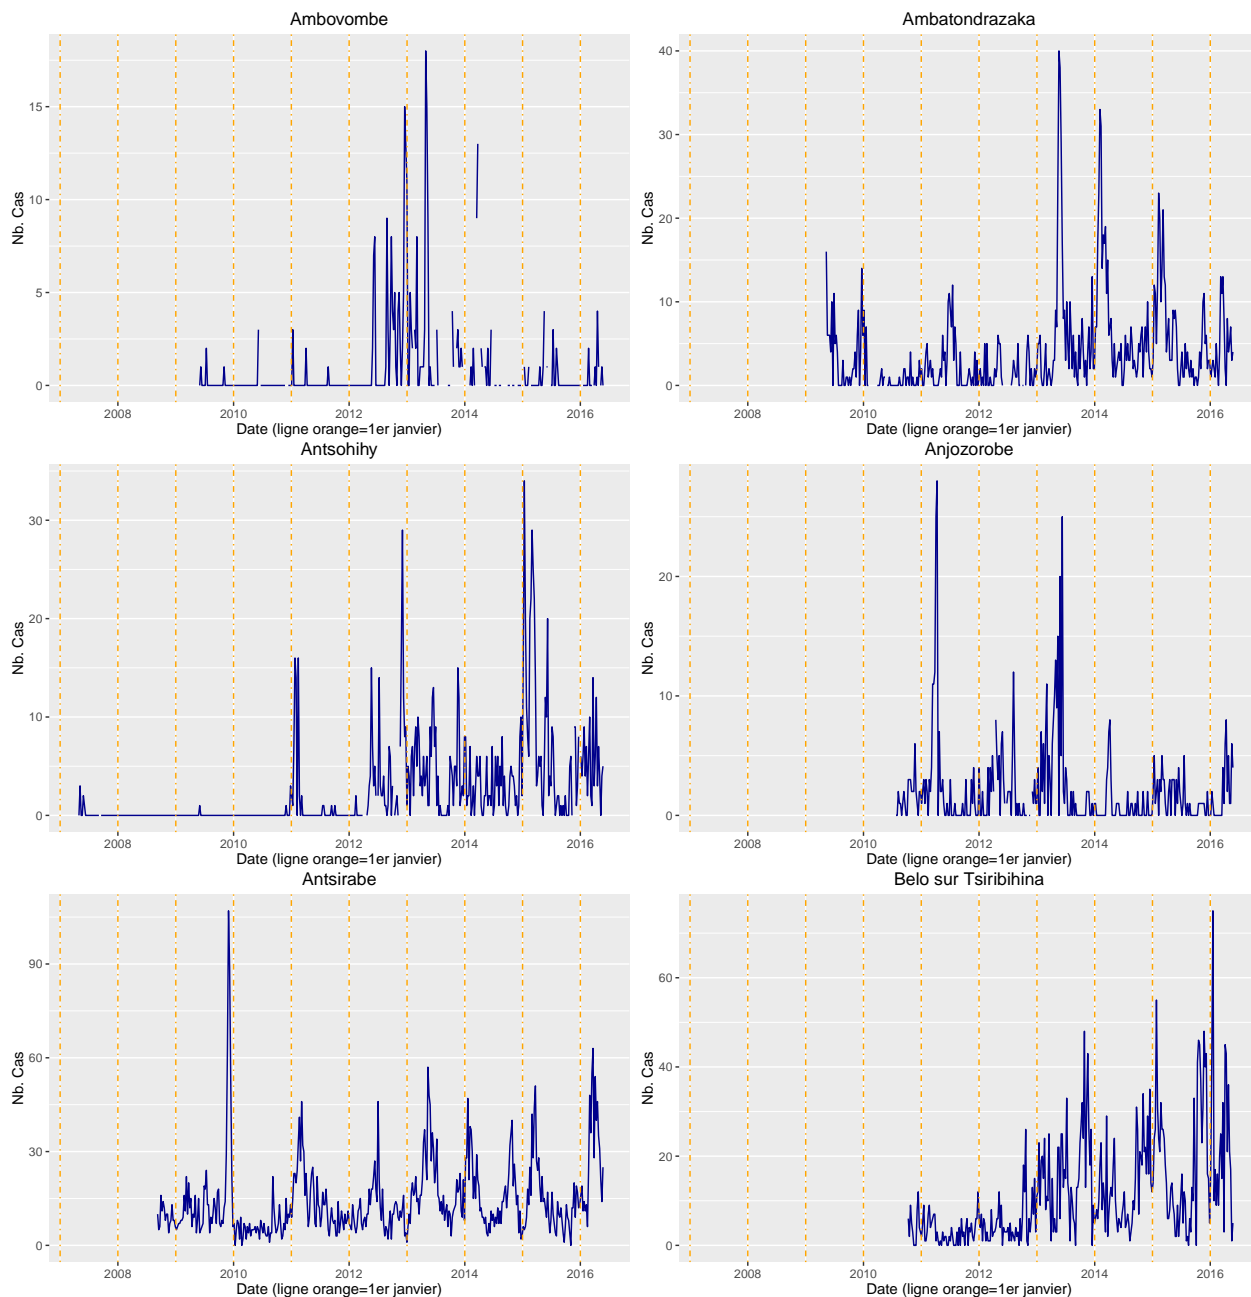 Ambovombe
Nb. Cas
15
10
5
0
2008 2010 2012 2014 2016
Date (ligne orange=1er janvier)
Ambatondrazaka
Nb. Cas
40
30
20
10
0
2008 2010 2012 2014 2016
Date (ligne orange=1er janvier)
Antsohihy
Nb. Cas
30
20
10
0
2008 2010 2012 2014 2016
Date (ligne orange=1er janvier)
Anjozorobe
Nb. Cas
20
10
0
2008 2010 2012 2014 2016
Date (ligne orange=1er janvier)
Antsirabe
Nb. Cas
90
60
30
0
2008 2010 2012 2014 2016
Date (ligne orange=1er janvier)
Belo sur Tsiribihina
Nb. Cas
60
40
20
0
2008 2010 2012 2014 2016
Date (ligne orange=1er janvier)